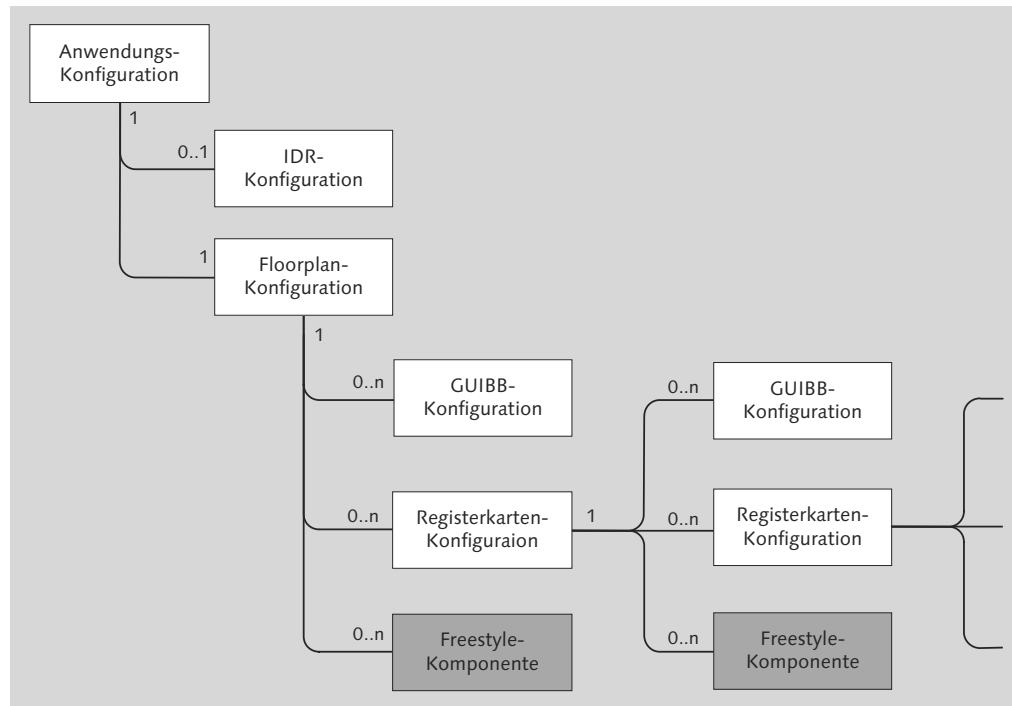 Anwendungs-
Konfiguration
1
0..1
IDR-
Konfiguration
1
Floorplan-
Konfiguration
1
0..n
GUIBB-
Konfiguration
0..n
GUIBB-
Konfiguration
0..n
Registerkarten-
Konfiguraion
1
0..n
Registerkarten-
Konfiguration
0..n
Freestyle-
Komponente
0..n
Freestyle-
Komponente